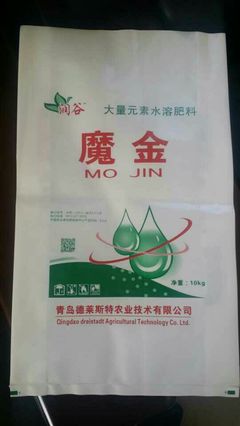 润谷
大量元素水溶肥料
魔金
MO JIN
净重：10kg
青岛德莱斯特农业技术有限公司
Qingdao dreistadt Agricultural Technology Co. Ltd.